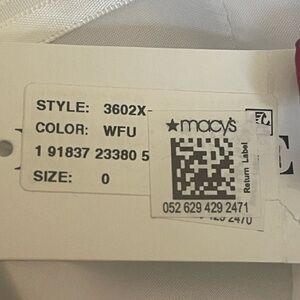 STYLE: 3602X-
COLOR: WFU
1 91837 23380 5
SIZE: 0
★macy's
Return Label
052 629 429 2471